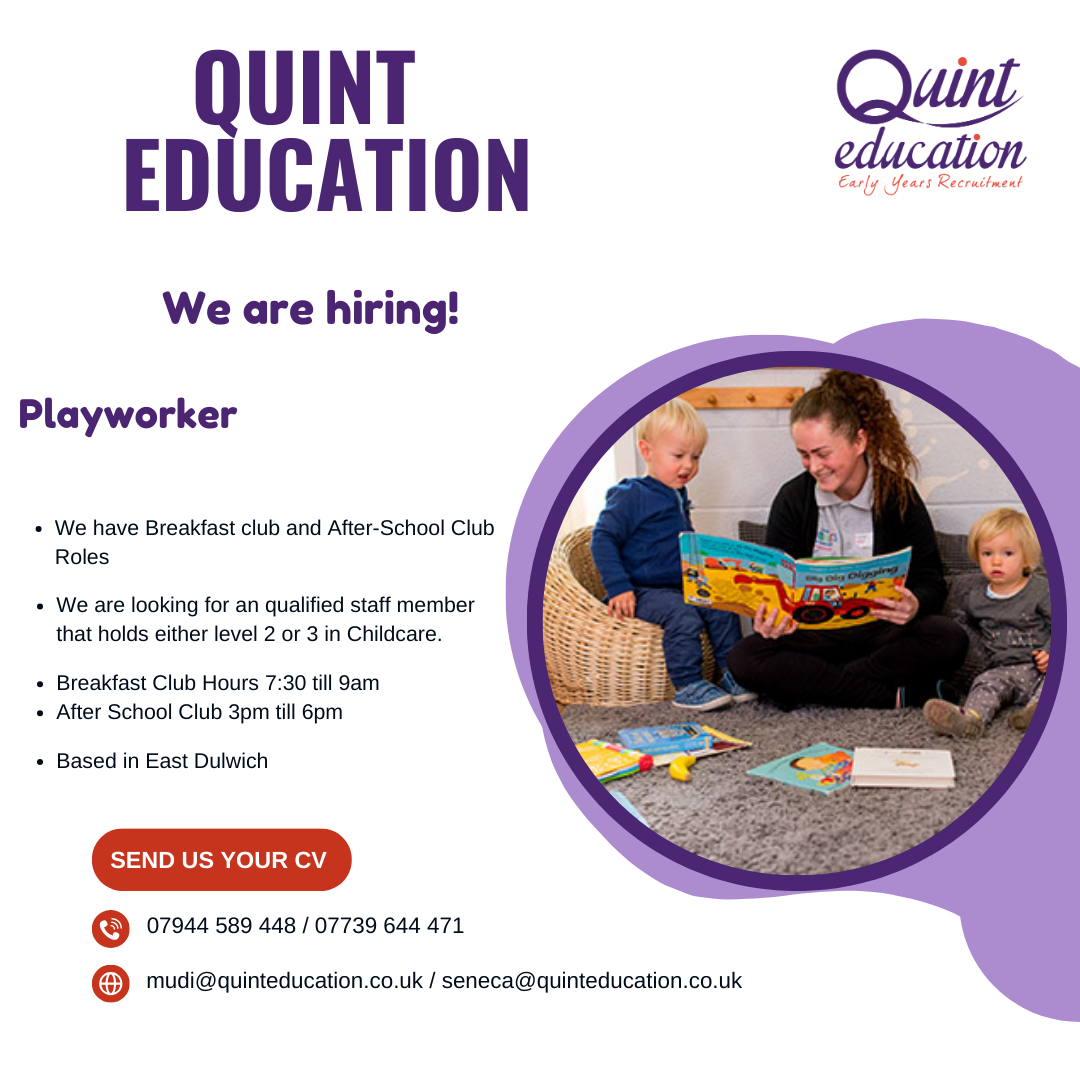 QUINT
EDUCATION
Quint
education
Early Years Recruitment
We are hiring!
Playworker
• We have Breakfast club and After-School Club
Roles
• We are looking for an qualified staff member
that holds either level 2 or 3 in Childcare.
• Breakfast Club Hours 7:30 till 9am
• After School Club 3pm till 6pm
• Based in East Dulwich
Dig Dig Digging
SEND US YOUR CV
07944 589 448 / 07739 644 471
mudi@quinteducation.co.uk / seneca@quinteducation.co.uk